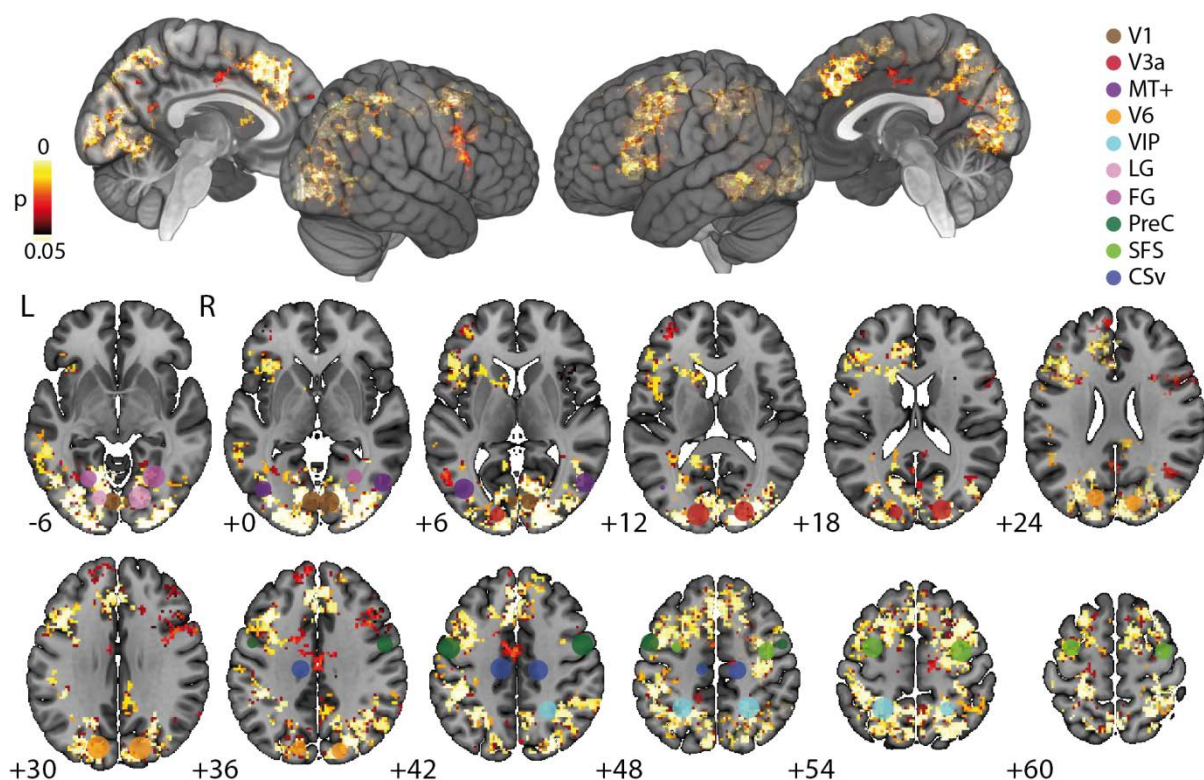 V1
V3a
MT+
V6
VIP
LG
FG
PreC
SFS
CSv
0
p
0.05
L R
-6 +0 +6 +12 +18 +24
+30 +36 +42 +48 +54 +60